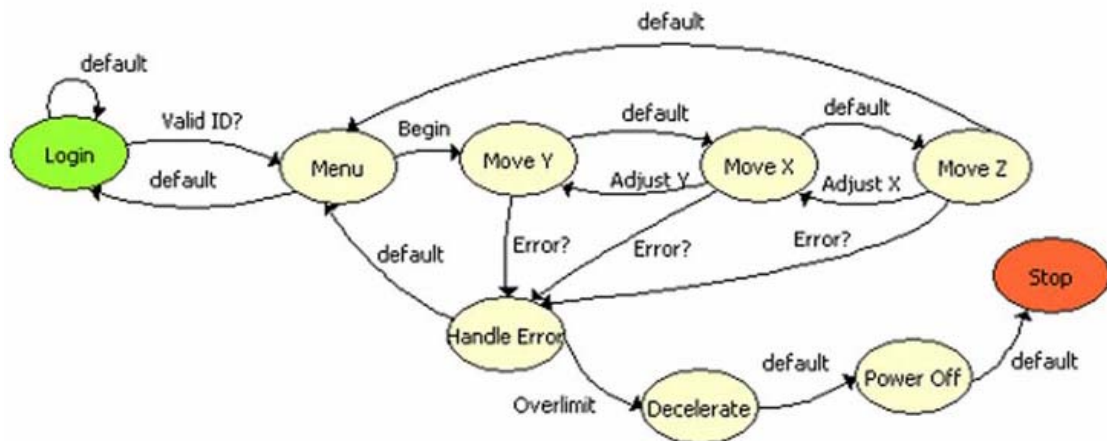 default
default
Valid ID?
Begin
default
default
Login
Menu
Move Y
Move X
Move Z
default
Adjust Y
Adjust X
default
Error?
Error?
Error?
Stop
Handle Error
default
Power Off
default
Overlimit
Decelerate